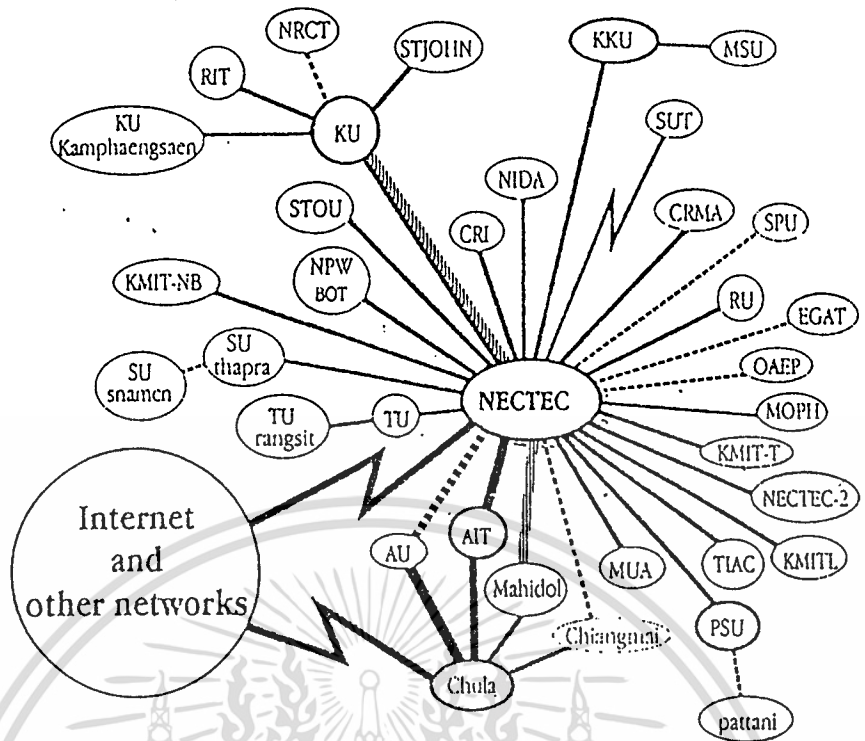 NRCT
STJOHN
KKU
MSU
RIT
KU
Kamphaengsaen
KU
SUT
NIDA
STOU
CRI
CRMA
SPU
NPW
BOT
KMIT-NB
RU
EGAT
SU
thapra
SU
snamcn
OAEP
NECTEC
MOPH
TU
rangsit
TU
KMIT-T
NECTEC-2
Internet
and
other networks
AU
AIT
Mahidol
MUA
TIAC
KMITL
Chiangmai
PSU
Chula
pattani